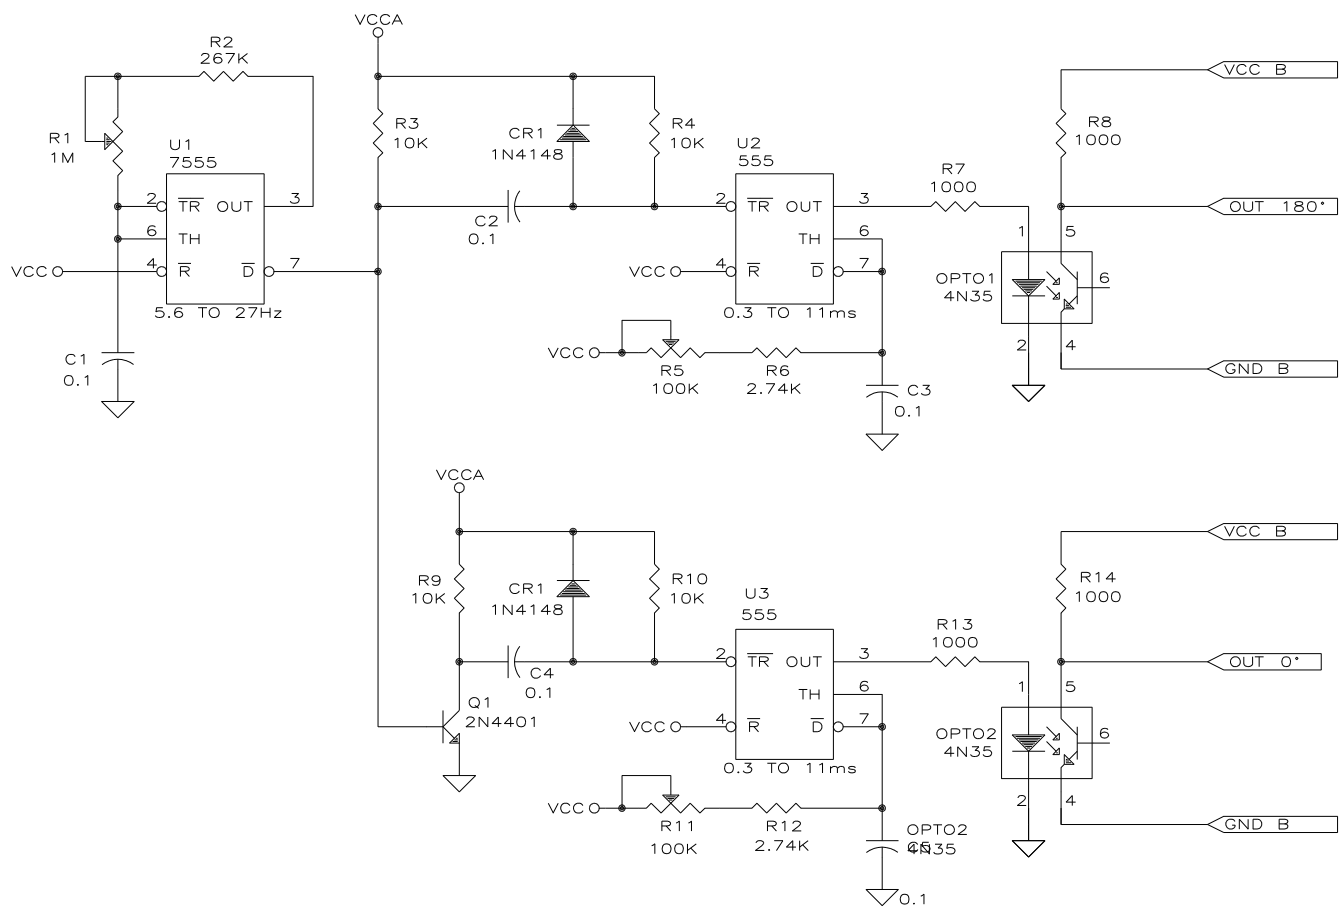 VCCA
R2
267K
R1
1M
U1
7555
2 TR OUT 3
6 TH
VCC 4 R D 7
5.6 TO 27Hz
C1
0.1
R3
10K
CR1
1N4148
R4
10K
C2
0.1
U2
555
2 TR OUT 3
TH 6
VCC 4 R D 7
0.3 TO 11ms
VCC
R5
100K
R6
2.74K
C3
0.1
R7
1000
VCC B
R8
1000
OUT 180°
1 5
OPTO1
4N35
6
2 4
GND B
VCCA
R9
10K
CR1
1N4148
R10
10K
C4
0.1
Q1
2N4401
U3
555
2 TR OUT 3
TH 6
VCC 4 R D 7
0.3 TO 11ms
VCC
R11
100K
R12
2.74K
OPTO2
4N35
C5
0.1
R13
1000
VCC B
R14
1000
OUT 0°
1 5
OPTO2
4N35
6
2 4
GND B